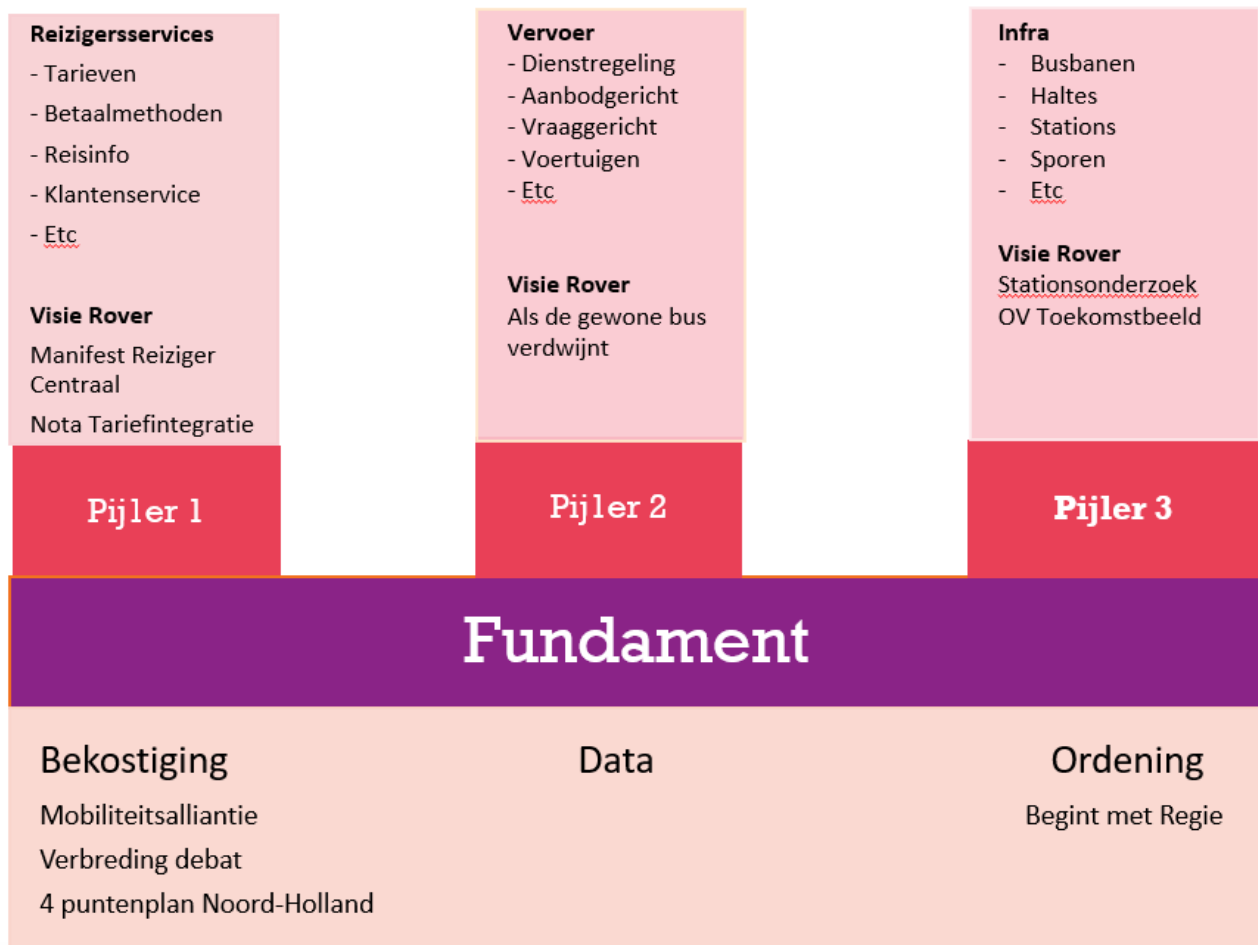 Reizigersservices
- Tarieven
- Betaalmethoden
- Reisinfo
- Klantenservice
- Etc
Visie Rover
Manifest Reiziger
Centraal
Nota Tariefintegratie
Pijler 1
Vervoer
- Dienstregeling
- Aanbodgericht
- Vraaggericht
- Voertuigen
- Etc
Visie Rover
Als de gewone bus
verdwijnt
Pijler 2
Infra
- Busbanen
- Haltes
- Stations
- Sporen
- Etc
Visie Rover
Stationsonderzoek
OV Toekomstbeeld
Pijler 3
Fundament
Bekostiging
Mobiliteitsalliantie
Verbreding debat
4 puntenplan Noord-Holland
Data
Ordening
Begint met Regie